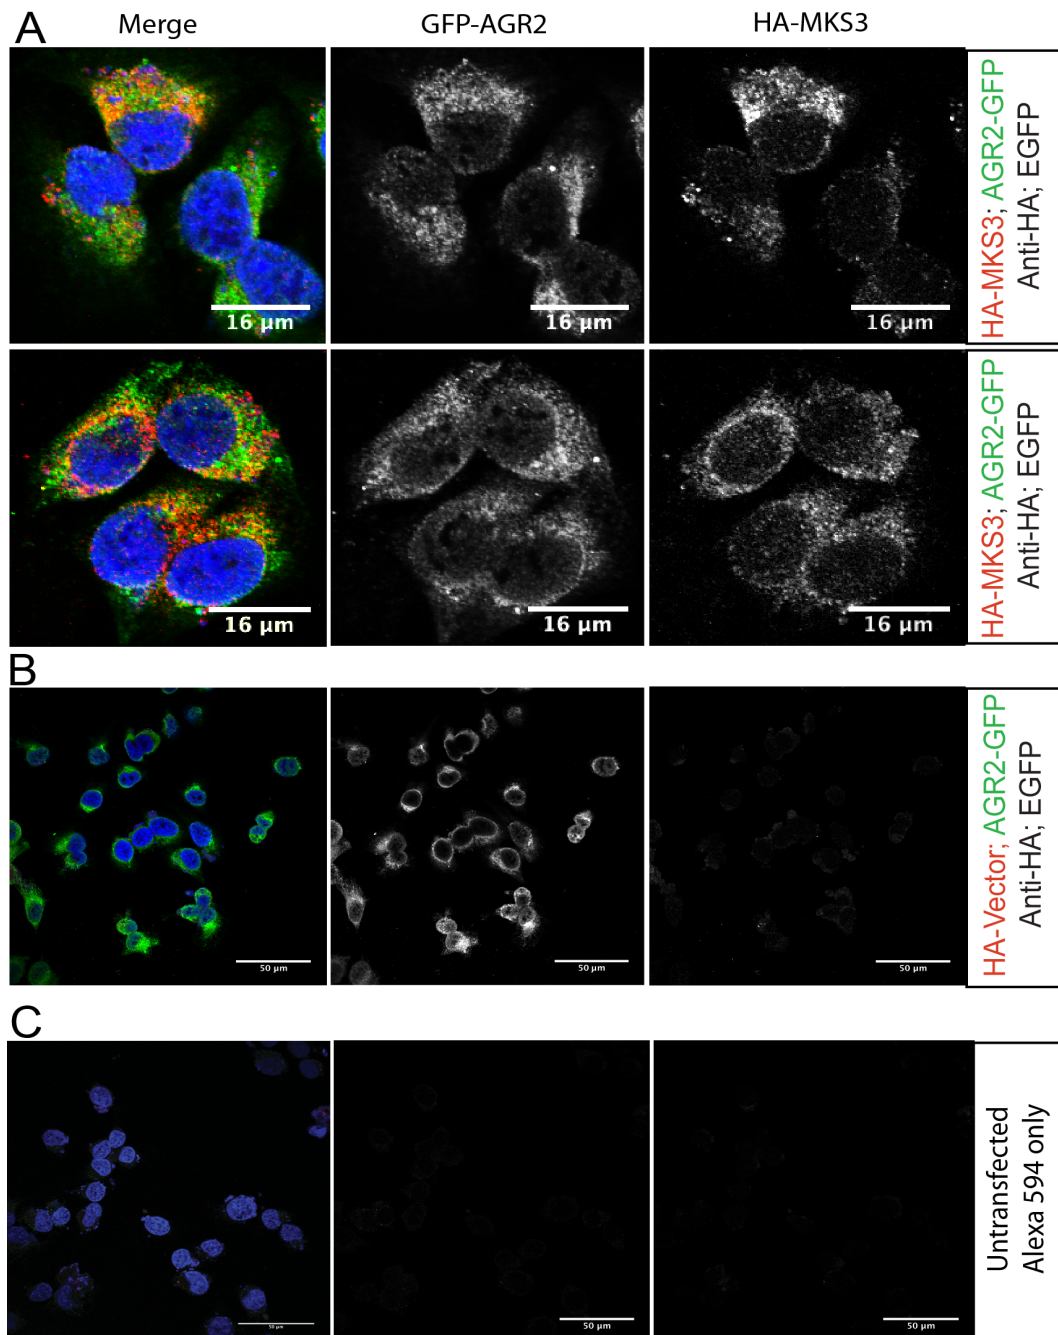 A
Merge
GFP-AGR2
HA-MKS3
16 µm
16 µm
16 µm
HA-MKS3; AGR2-GFP
Anti-HA; EGFP
16 µm
16 µm
16 µm
HA-MKS3; AGR2-GFP
Anti-HA; EGFP
B
50 µm
50 µm
50 µm
HA-Vector; AGR2-GFP
Anti-HA; EGFP
C
50 µm
50 µm
50 µm
Untransfected
Alexa 594 only